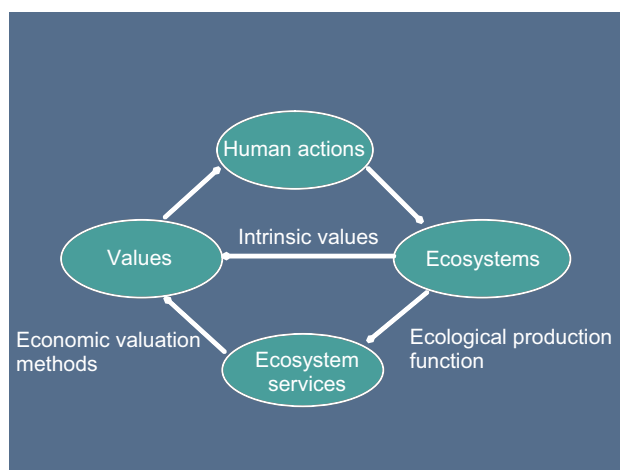 Human actions
Intrinsic values
Values
Ecosystems
Economic valuation
methods
Ecosystem
services
Ecological production
function